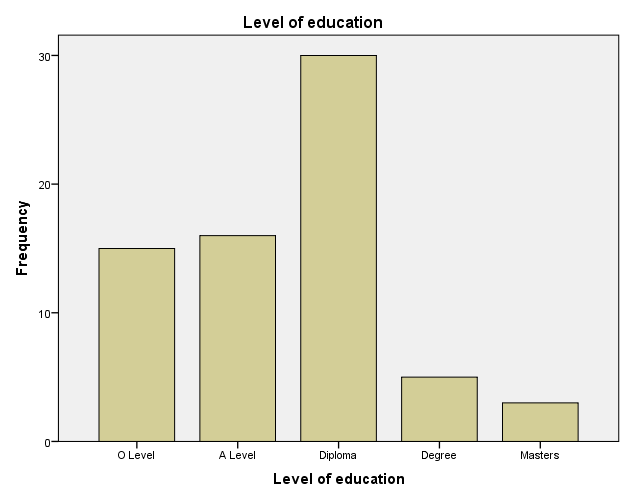 Level of education
30
20
10
0
Frequency
O Level
A Level
Diploma
Degree
Masters
Level of education